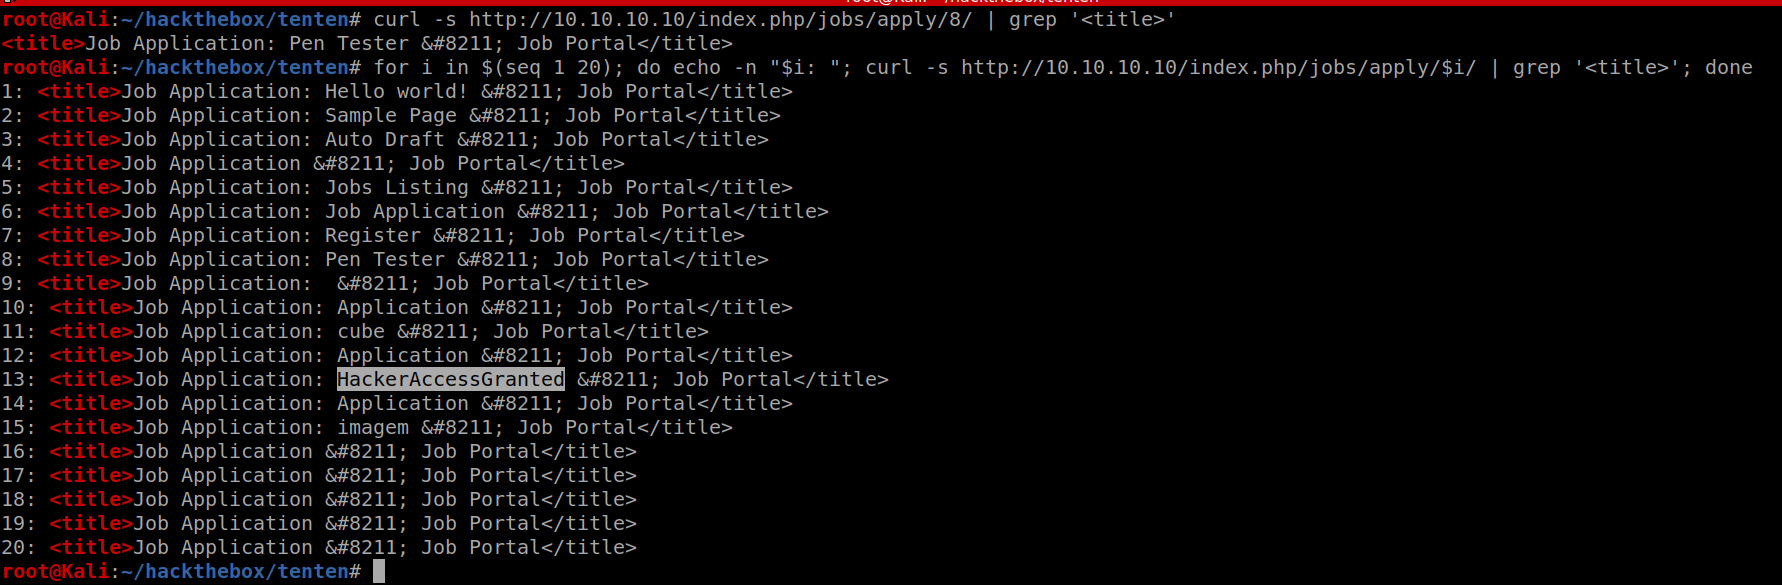 root@Kali: ~/hackthebox/tenten
root@Kali:~/hackthebox/tenten# curl -s http://10.10.10.10/index.php/jobs/apply/8/ | grep '<title>'
<title>Job Application: Pen Tester &#8211; Job Portal</title>
root@Kali:~/hackthebox/tenten# for i in $(seq 1 20); do echo -n "$i: "; curl -s http://10.10.10.10/index.php/jobs/apply/$i/ | grep '<title>'; done
1: <title>Job Application: Hello world! &#8211; Job Portal</title>
2: <title>Job Application: Sample Page &#8211; Job Portal</title>
3: <title>Job Application: Auto Draft &#8211; Job Portal</title>
4: <title>Job Application &#8211; Job Portal</title>
5: <title>Job Application: Jobs Listing &#8211; Job Portal</title>
6: <title>Job Application: Job Application &#8211; Job Portal</title>
7: <title>Job Application: Register &#8211; Job Portal</title>
8: <title>Job Application: Pen Tester &#8211; Job Portal</title>
9: <title>Job Application:  &#8211; Job Portal</title>
10: <title>Job Application: Application &#8211; Job Portal</title>
11: <title>Job Application: cube &#8211; Job Portal</title>
12: <title>Job Application: Application &#8211; Job Portal</title>
13: <title>Job Application: HackerAccessGranted &#8211; Job Portal</title>
14: <title>Job Application: Application &#8211; Job Portal</title>
15: <title>Job Application: imagem &#8211; Job Portal</title>
16: <title>Job Application &#8211; Job Portal</title>
17: <title>Job Application &#8211; Job Portal</title>
18: <title>Job Application &#8211; Job Portal</title>
19: <title>Job Application &#8211; Job Portal</title>
20: <title>Job Application &#8211; Job Portal</title>
root@Kali:~/hackthebox/tenten#